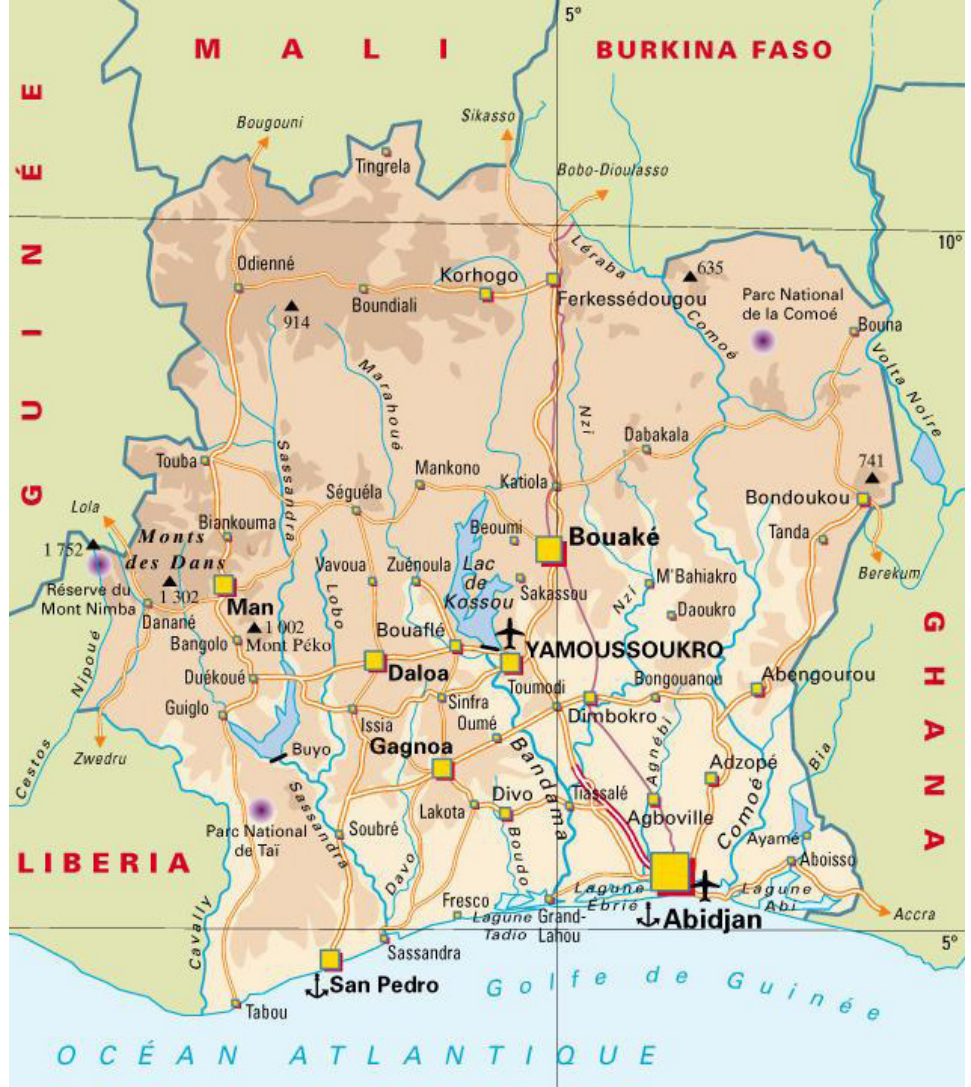 5°
MALI
BURKINA FASO
GUINÉE
Bougouni
Sikasso
Tingrela
Bobo-Dioulasso
10°
Léraba
Odienné
Korhogo
635
Boundiali
Ferkessédougou
Parc National
de la Comoé
914
Comoé
Bouna
Volta Noire
Marahoué
Nzi
Sassandra
Dabakala
Touba
Mankono
Katiola
741
Séguéla
Bondoukou
Lola
Monts
des Dans
Biankouma
Beoumi
Bouaké
Tanda
1 752
Réserve du
Mont Nimba
Vavoua
Zuénoula
Lac
de
Kossou
Sakassou
M'Bahiakro
Berekum
1 302
Man
Lobo
Nzi
Daoukro
Danané
1 002
Mont Péko
Bangolo
Bouaflé
YAMOUSSOUKRO
GHANA
Nipoué
Duékoué
Daloa
Toumodi
Bongouanou
Abengourou
Guiglo
Issia
Sinfra
Oumé
Dimbokro
Cestos
Zwedru
Buyo
Gagnoa
Bandama
Agnébi
Adzopé
Bia
Sassandra
Lakota
Divo
Tiassalé
Agboville
Comoé
Parc National
de Taï
Soubré
Davo
Boudo
Ayamé
Aboisso
LIBERIA
Cavally
Fresco
Lagune
Tadio
Grand-
Lahou
Lagune
Ébrie
Abidjan
Lagune
Abi
Accra
Sassandra
5°
San Pedro
Golfe de Guinée
Tabou
OCÉAN ATLANTIQUE